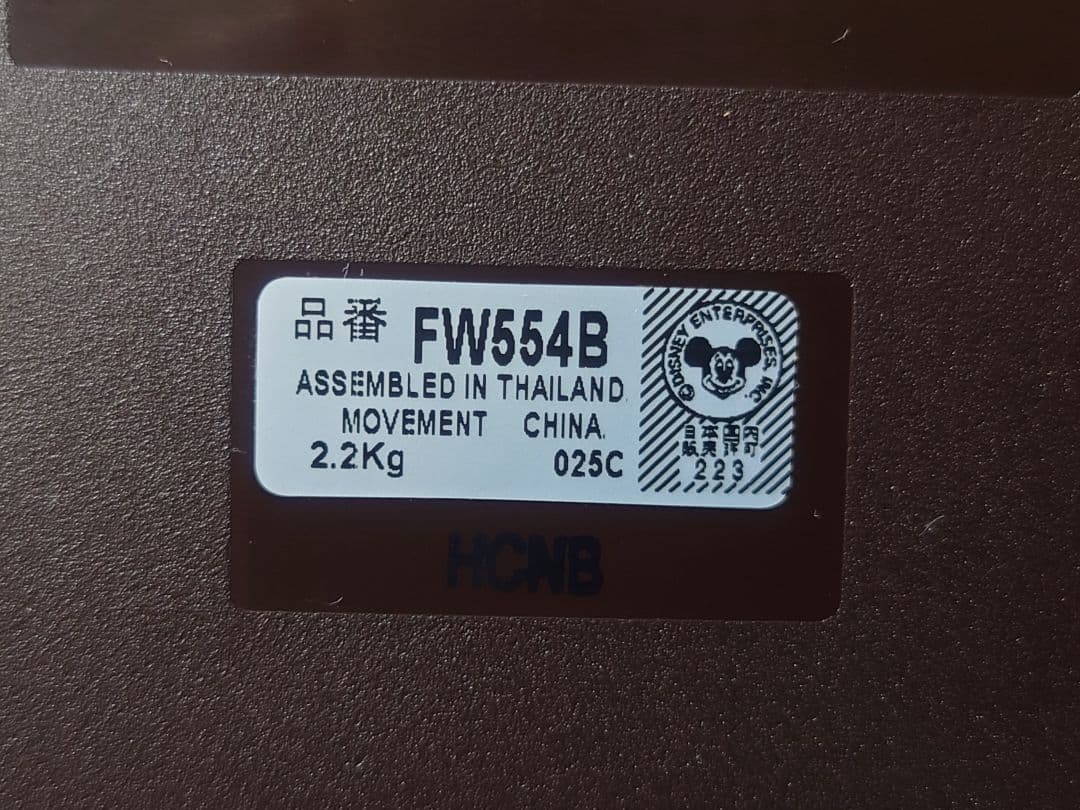 品番 FW554B
ASSEMBLED IN THAILAND
MOVEMENT CHINA.
2.2Kg 025C
©DISNEY ENTERPRISES, INC.
日本国内
販売許可
223
HCNB